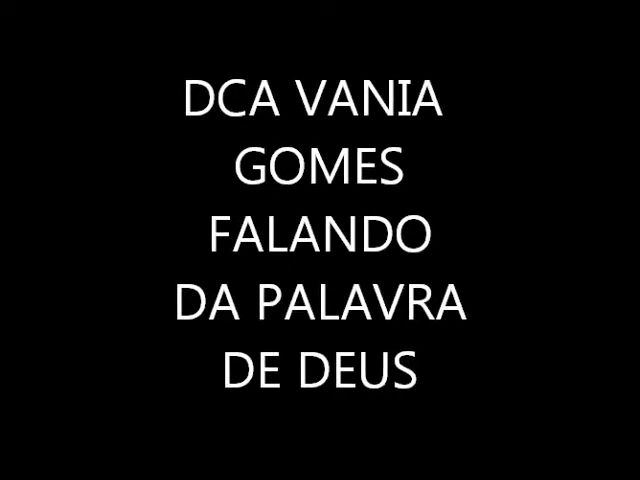 DCA VANIA
GOMES
FALANDO
DA PALAVRA
DE DEUS